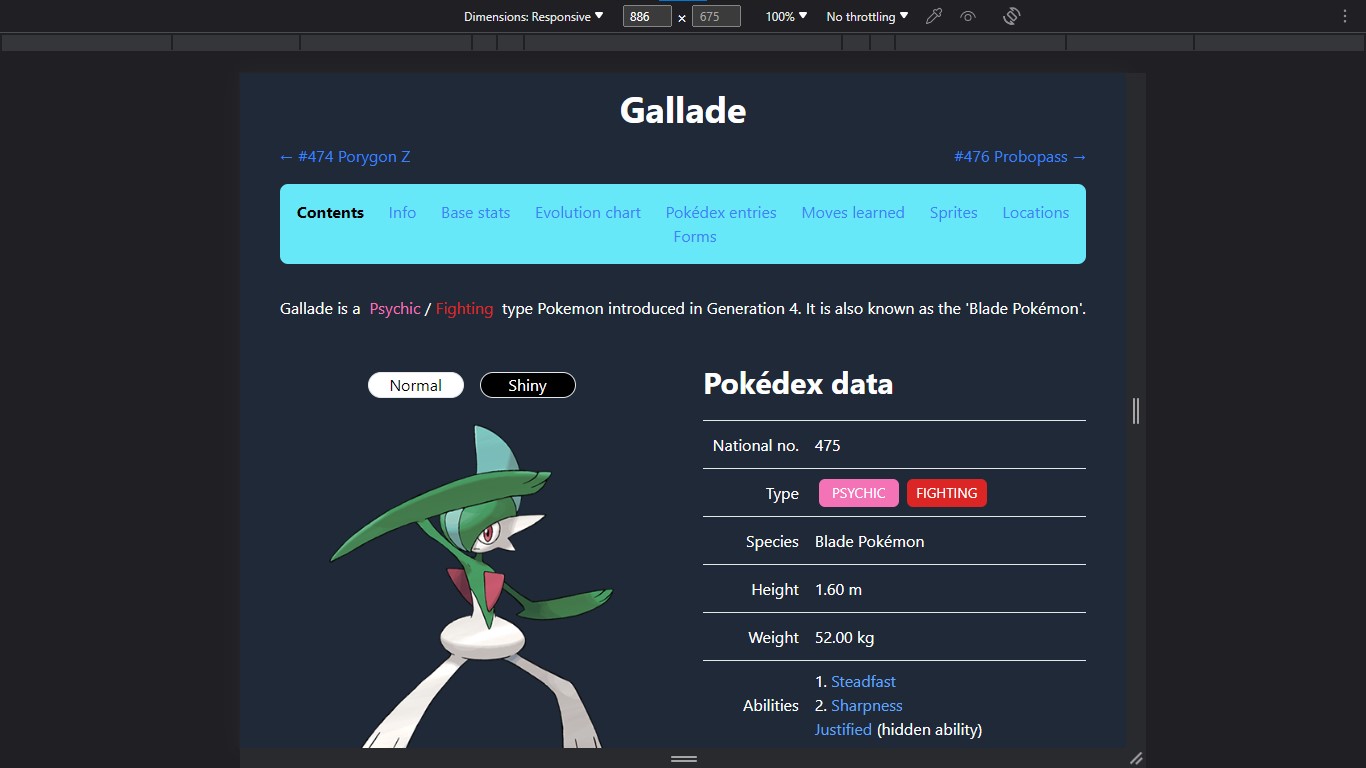 Dimensions: Responsive 886 × 675 100% No throttling
Gallade
← #474 Porygon Z #476 Probopass →
Contents Info Base stats Evolution chart Pokédex entries Moves learned Sprites Locations
Forms
Gallade is a Psychic / Fighting type Pokemon introduced in Generation 4. It is also known as the 'Blade Pokémon'.
Normal Shiny
Pokédex data
National no. 475
Type PSYCHIC FIGHTING
Species Blade Pokémon
Height 1.60 m
Weight 52.00 kg
Abilities
1. Steadfast
2. Sharpness
Justified (hidden ability)